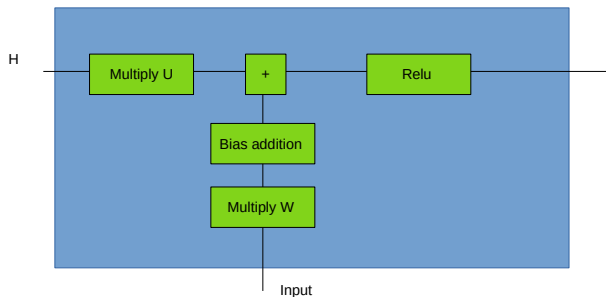 H
Multiply U
+
Relu
Bias addition
Multiply W
Input